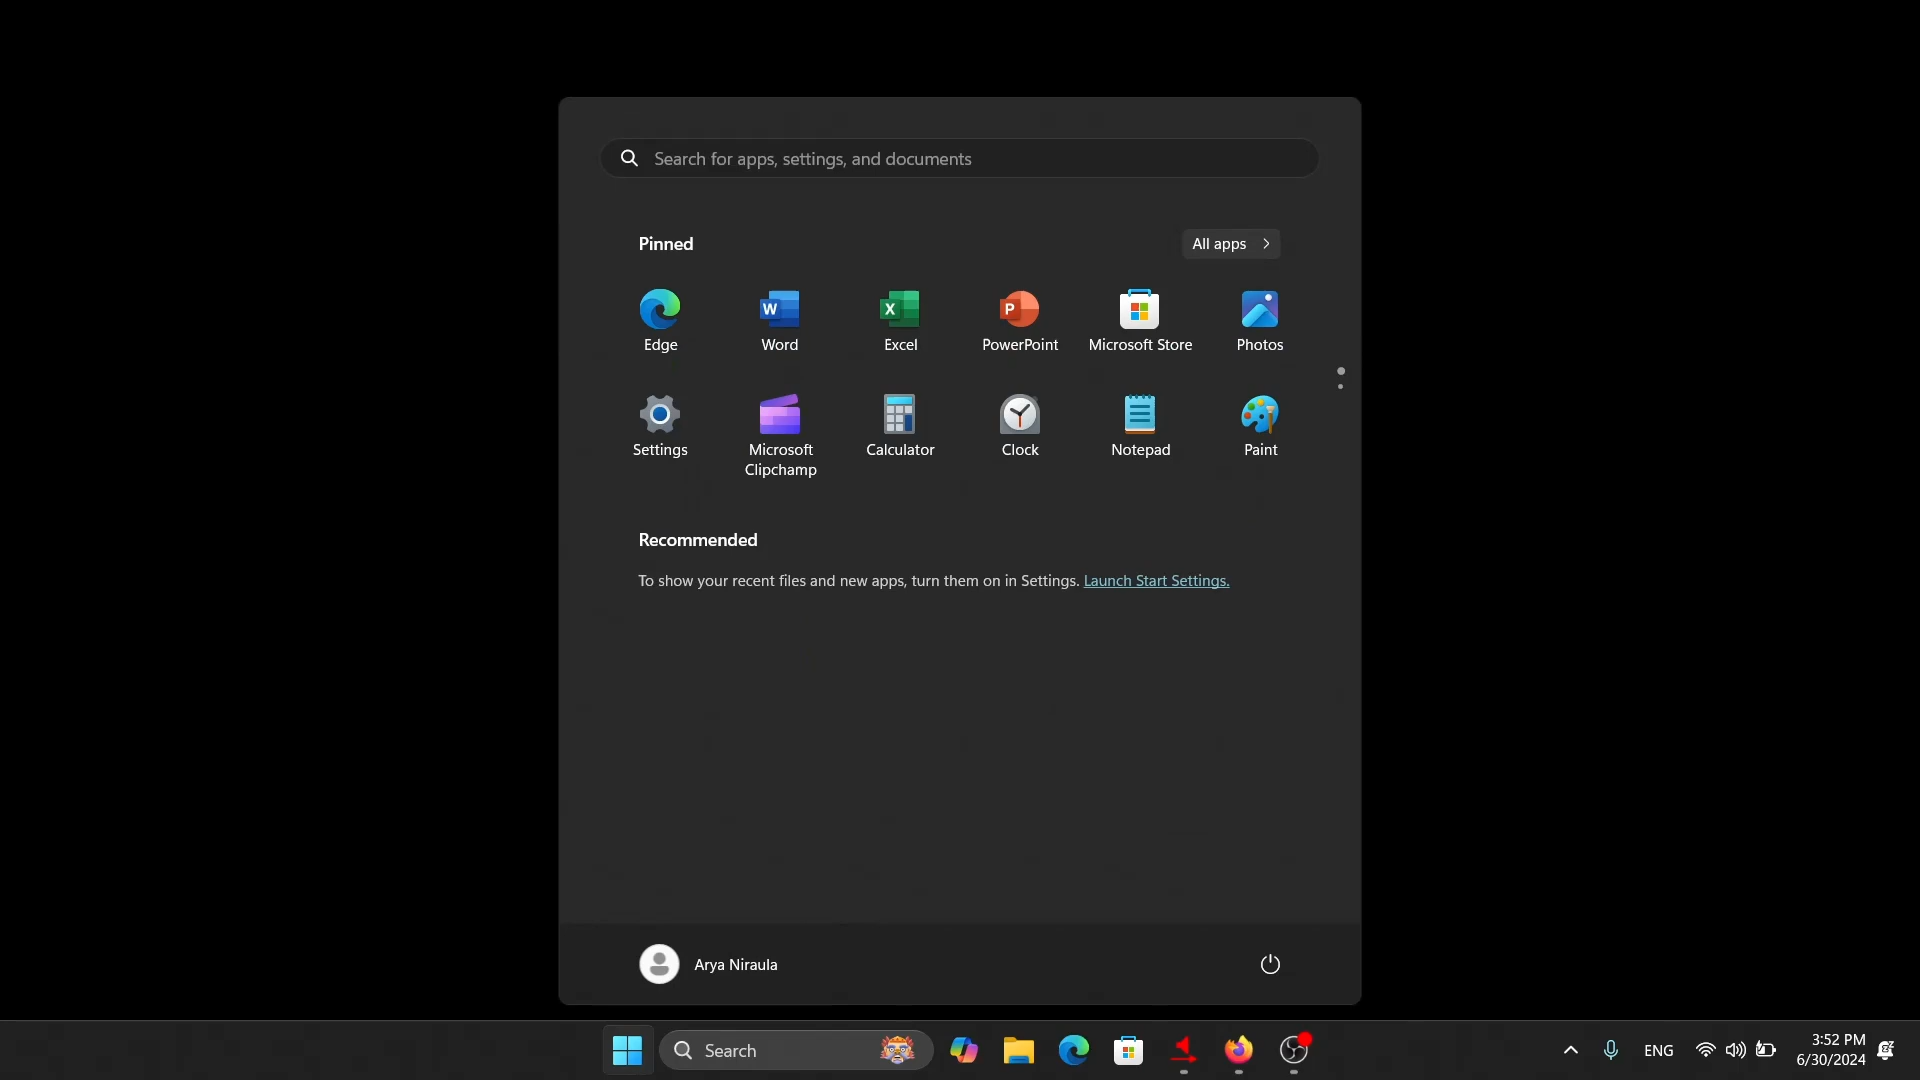 Search for apps, settings, and documents
Pinned
All apps
Edge
Word
Excel
PowerPoint
Microsoft Store
Photos
Settings
Microsoft
Clipchamp
Calculator
Clock
Notepad
Paint
Recommended
To show your recent files and new apps, turn them on in Settings. Launch Start Settings.
Arya Niraula
Search
ENG
3:52 PM
6/30/2024